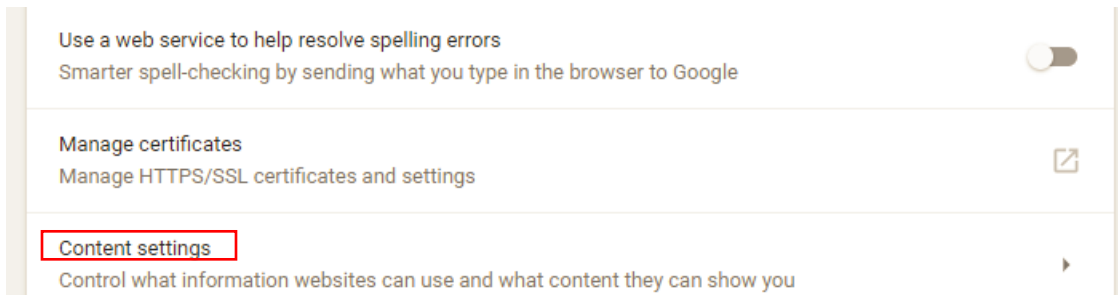 Use a web service to help resolve spelling errors
Smarter spell-checking by sending what you type in the browser to Google
Manage certificates
Manage HTTPS/SSL certificates and settings
Content settings
Control what information websites can use and what content they can show you